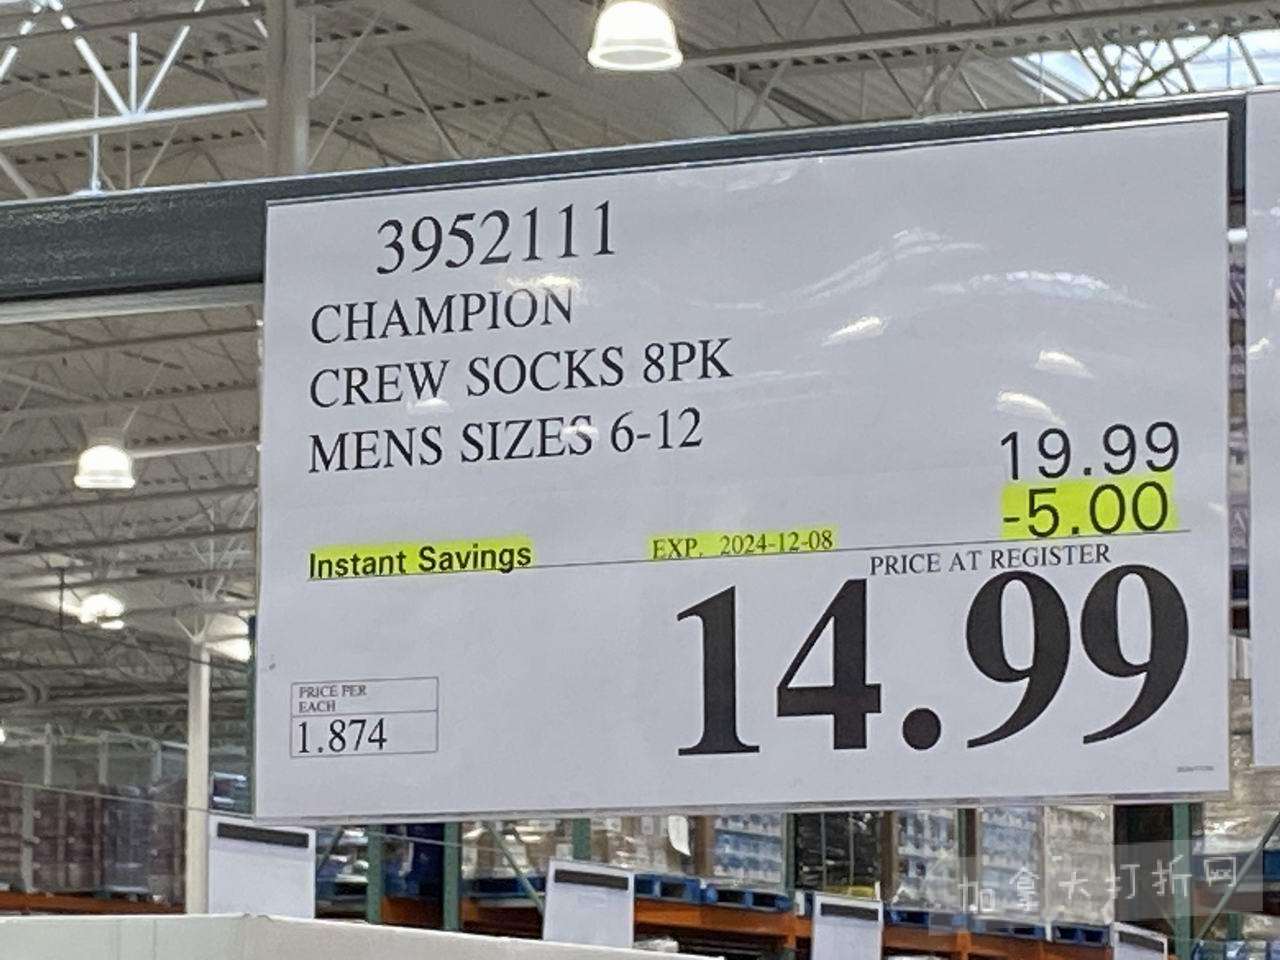 3952111
CHAMPION
CREW SOCKS 8PK
MENS SIZES 6-12
19.99
-5.00
Instant Savings EXP. 2024-12-08
PRICE AT REGISTER
14.99
PRICE PER
EACH
1.874
加拿大打折网